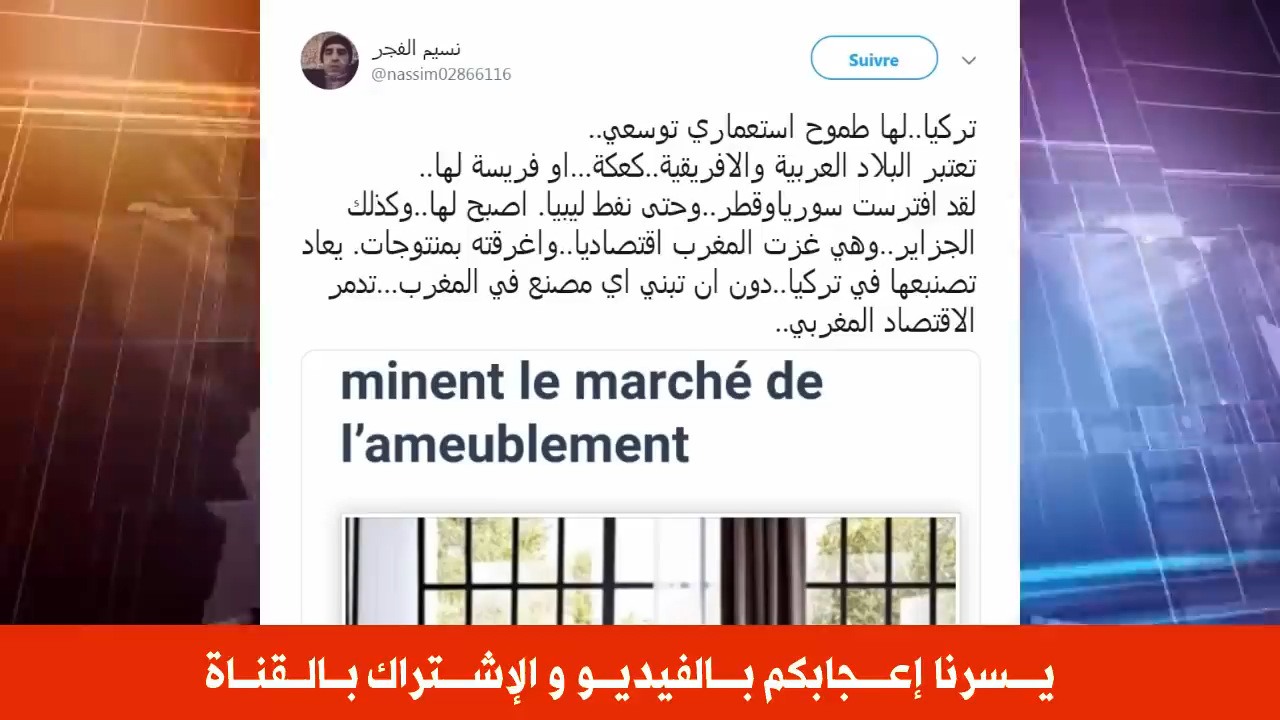 نسيم الفجر
@nassim02866116
Suivre
تركيا..لها طموح استعماري توسعي..
تعتبر البلاد العربية والافريقية..كعكة...او فريسة لها..
لقد افترست سورياوقطر..وحتى نفط ليبيا. اصبح لها..وكذلك
الجزاير..وهي غزت المغرب اقتصاديا..واغرقته بمنتوجات. يعاد
تصنبعها في تركيا..دون ان تبني اي مصنع في المغرب...تدمر
الاقتصاد المغربي..
minent le marché de
l’ameublement
يسرنا إعجابكم بالفيديو و الإشتراك بالقناة